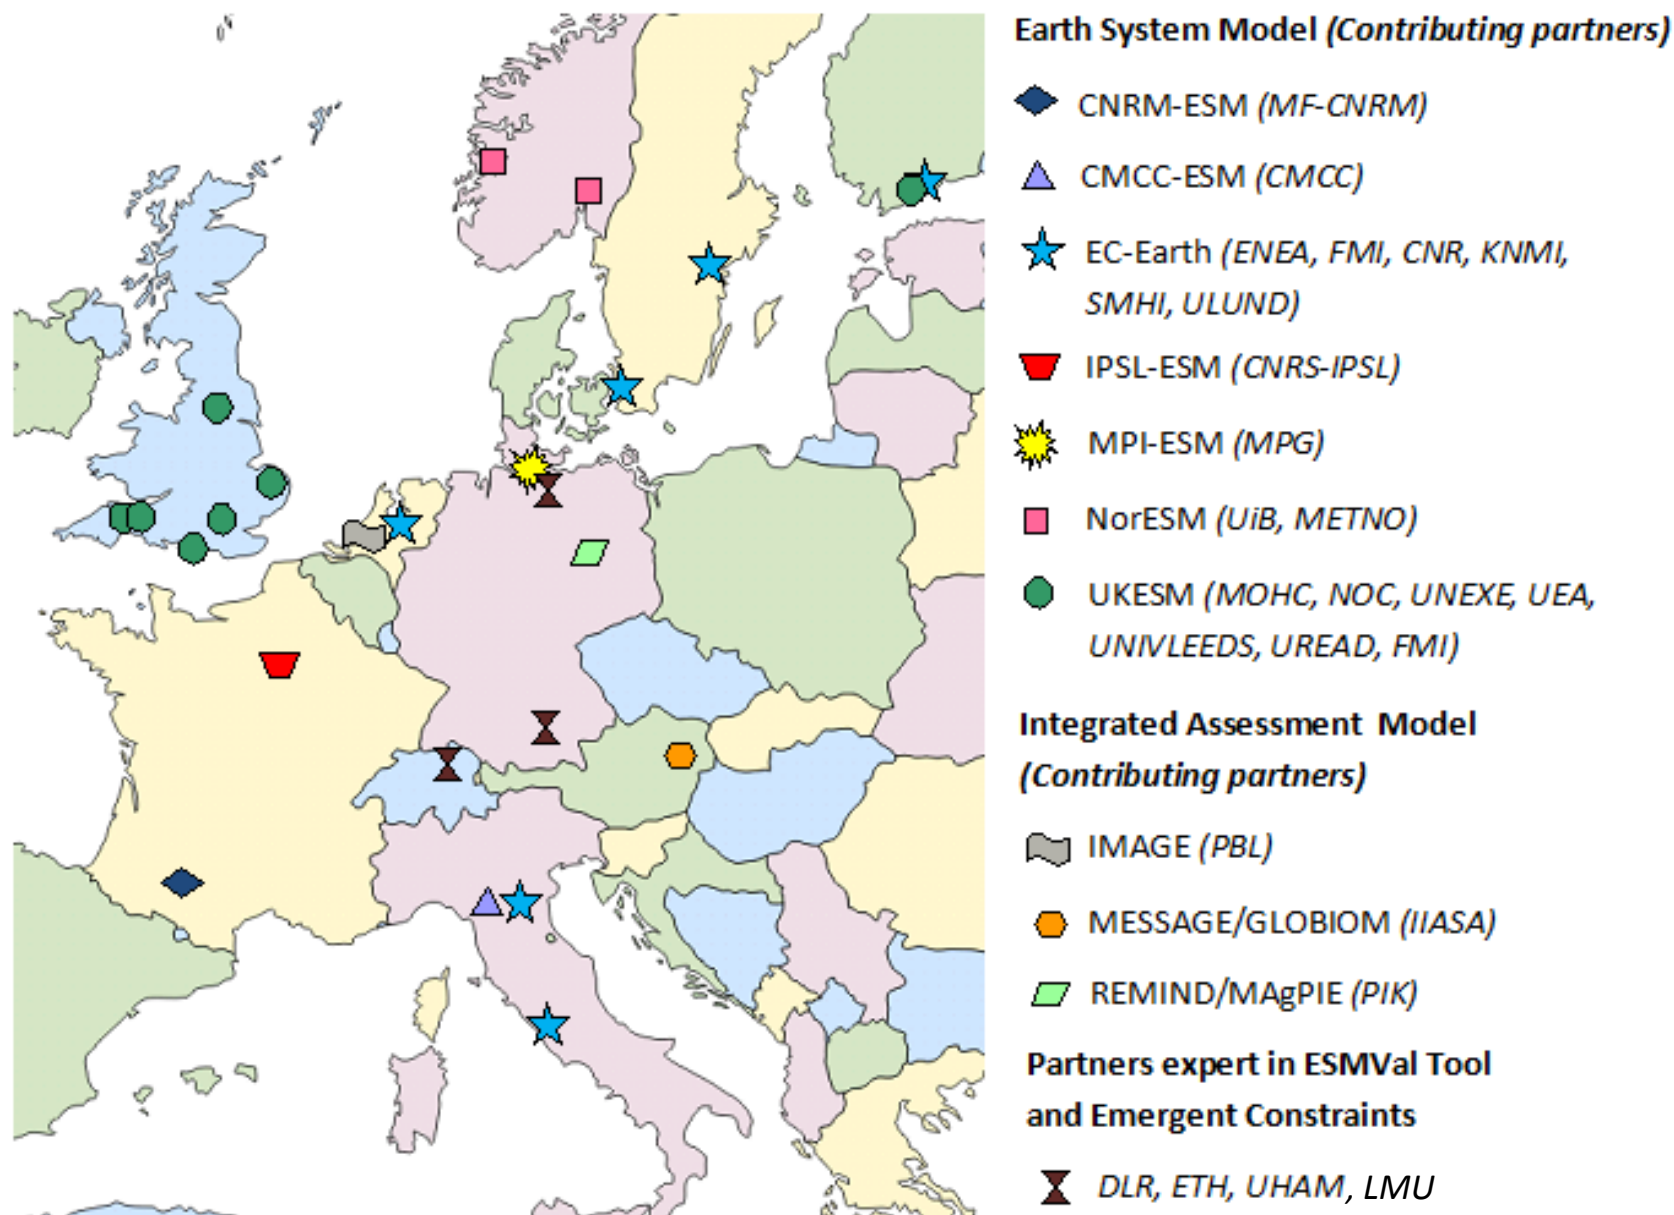 Earth System Model (Contributing partners)
CNRM-ESM (MF-CNRM)
CMCC-ESM (CMCC)
EC-Earth (ENEA, FMI, CNR, KNMI,
SMHI, ULUND)
IPSL-ESM (CNRS-IPSL)
MPI-ESM (MPG)
NorESM (UiB, METNO)
UKESM (MOHC, NOC, UNEXE, UEA,
UNIVLEEDS, UREAD, FMI)
Integrated Assessment Model
(Contributing partners)
IMAGE (PBL)
MESSAGE/GLOBIOM (IIASA)
REMIND/MAgPIE (PIK)
Partners expert in ESMVal Tool
and Emergent Constraints
DLR, ETH, UHAM, LMU